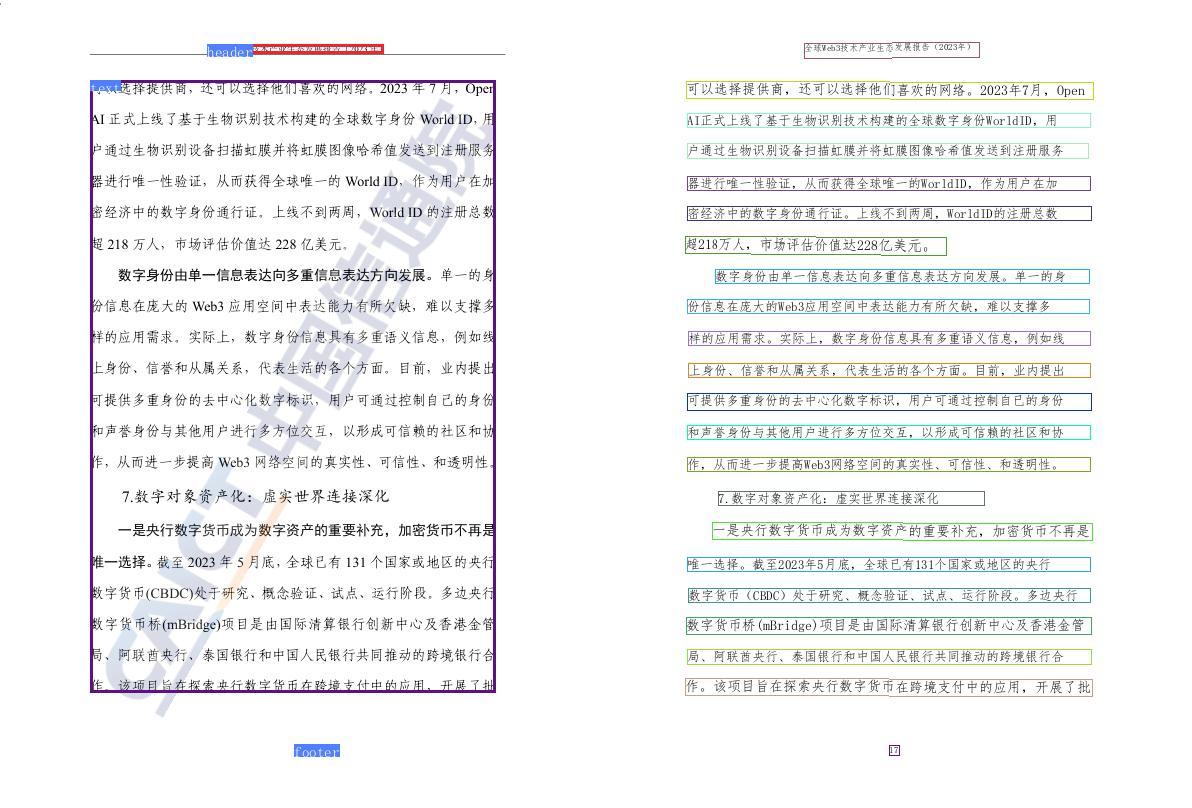 header
text
可以选择提供商，还可以选择他们喜欢的网络。2023 年 7 月，Open
AI 正式上线了基于生物识别技术构建的全球数字身份 World ID，用
户通过生物识别设备扫描虹膜并将虹膜图像哈希值发送到注册服务
器进行唯一性验证，从而获得全球唯一的 World ID，作为用户在加
密经济中的数字身份通行证。上线不到两周，World ID 的注册总数
超 218 万人，市场评估价值达 228 亿美元。
数字身份由单一信息表达向多重信息表达方向发展。单一的身
份信息在庞大的 Web3 应用空间中表达能力有所欠缺，难以支撑多
样的应用需求。实际上，数字身份信息具有多重语义信息，例如线
上身份、信誉和从属关系，代表生活的各个方面。目前，业内提出
可提供多重身份的去中心化数字标识，用户可通过控制自己的身份
和声誉身份与其他用户进行多方位交互，以形成可信赖的社区和协
作，从而进一步提高 Web3 网络空间的真实性、可信性、和透明性。
7.数字对象资产化：虚实世界连接深化
一是央行数字货币成为数字资产的重要补充，加密货币不再是
唯一选择。截至 2023 年 5 月底，全球已有 131 个国家或地区的央行
数字货币(CBDC)处于研究、概念验证、试点、运行阶段。多边央行
数字货币桥(mBridge)项目是由国际清算银行创新中心及香港金管
局、阿联酋央行、泰国银行和中国人民银行共同推动的跨境银行合
作。该项目旨在探索央行数字货币在跨境支付中的应用，开展了批
CAICT 中国信通院
footer
全球Web3技术产业生态发展报告（2023年）
可以选择提供商，还可以选择他们喜欢的网络。2023年7月，Open
AI正式上线了基于生物识别技术构建的全球数字身份WorldID，用
户通过生物识别设备扫描虹膜并将虹膜图像哈希值发送到注册服务
器进行唯一性验证，从而获得全球唯一的WorldID，作为用户在加
密经济中的数字身份通行证。上线不到两周，WorldID的注册总数
超218万人，市场评估价值达228亿美元。
数字身份由单一信息表达向多重信息表达方向发展。单一的身
份信息在庞大的Web3应用空间中表达能力有所欠缺，难以支撑多
样的应用需求。实际上，数字身份信息具有多重语义信息，例如线
上身份、信誉和从属关系，代表生活的各个方面。目前，业内提出
可提供多重身份的去中心化数字标识，用户可通过控制自已的身份
和声誉身份与其他用户进行多方位交互，以形成可信赖的社区和协
作，从而进一步提高Web3网络空间的真实性、可信性、和透明性。
7.数字对象资产化：虚实世界连接深化
一是央行数字货币成为数字资产的重要补充，加密货币不再是
唯一选择。截至2023年5月底，全球已有131个国家或地区的央行
数字货币（CBDC）处于研究、概念验证、试点、运行阶段。多边央行
数字货币桥(mBridge)项目是由国际清算银行创新中心及香港金管
局、阿联酋央行、泰国银行和中国人民银行共同推动的跨境银行合
作。该项目旨在探索央行数字货币在跨境支付中的应用，开展了批
17